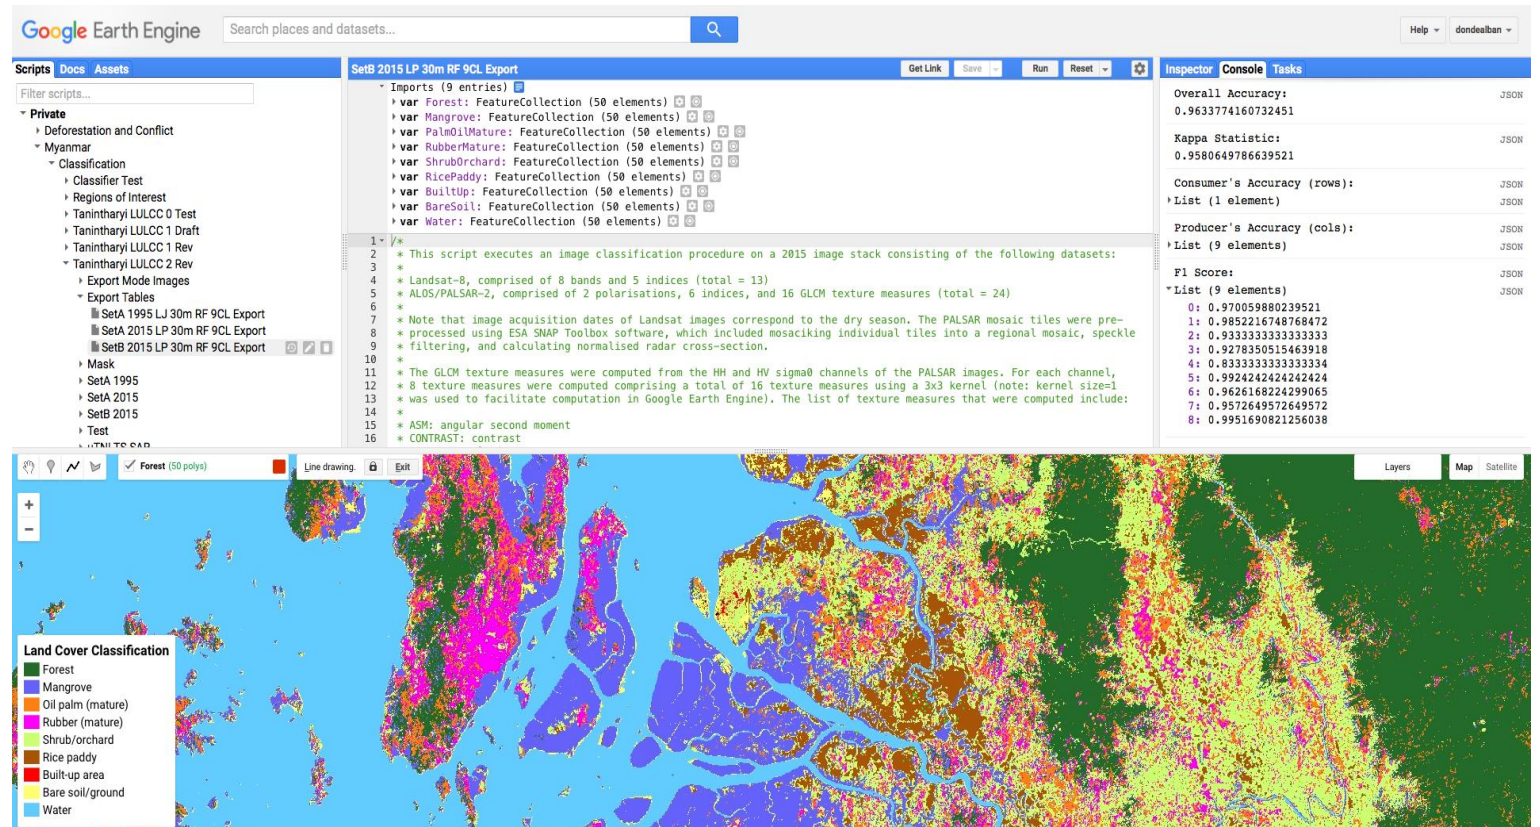 Google Earth Engine
Search places and datasets...
Help
dondealban
Scripts Docs Assets
Filter scripts...
Private
Deforestation and Conflict
Myanmar
Classification
Classifier Test
Regions of Interest
Tanintharyi LULCC 0 Test
Tanintharyi LULCC 1 Draft
Tanintharyi LULCC 1 Rev
Tanintharyi LULCC 2 Rev
Export Mode Images
Export Tables
SetA 1995 LJ 30m RF 9CL Export
SetA 2015 LP 30m RF 9CL Export
SetB 2015 LP 30m RF 9CL Export
Mask
SetA 1995
SetA 2015
SetB 2015
Test
SetB 2015 LP 30m RF 9CL Export
Get Link Save Run Reset
Imports (9 entries)
var Forest: FeatureCollection (50 elements)
var Mangrove: FeatureCollection (50 elements)
var PalmOilMature: FeatureCollection (50 elements)
var RubberMature: FeatureCollection (50 elements)
var ShrubOrchard: FeatureCollection (50 elements)
var RicePaddy: FeatureCollection (50 elements)
var BuiltUp: FeatureCollection (50 elements)
var BareSoil: FeatureCollection (50 elements)
var Water: FeatureCollection (50 elements)
1 /*
2 * This script executes an image classification procedure on a 2015 image stack consisting of the following datasets:
3 *
4 * Landsat-8, comprised of 8 bands and 5 indices (total = 13)
5 * ALOS/PALSAR-2, comprised of 2 polarisations, 6 indices, and 16 GLCM texture measures (total = 24)
6 *
7 * Note that image acquisition dates of Landsat images correspond to the dry season. The PALSAR mosaic tiles were pre-
8 * processed using ESA SNAP Toolbox software, which included mosaicking individual tiles into a regional mosaic, speckle
9 * filtering, and calculating normalised radar cross-section.
10 *
11 * The GLCM texture measures were computed from the HH and HV sigma0 channels of the PALSAR images. For each channel,
12 * 8 texture measures were computed comprising a total of 16 texture measures using a 3x3 kernel (note: kernel size=1
13 * was used to facilitate computation in Google Earth Engine). The list of texture measures that were computed include:
14 *
15 * ASM: angular second moment
16 * CONTRAST: contrast
Inspector Console Tasks
Overall Accuracy: JSON
0.9633774160732451
Kappa Statistic: JSON
0.9580649786639521
Consumer's Accuracy (rows): JSON
List (1 element) JSON
Producer's Accuracy (cols): JSON
List (9 elements) JSON
F1 Score: JSON
List (9 elements) JSON
0: 0.970059880239521
1: 0.9852216748768472
2: 0.9333333333333333
3: 0.9278350515463918
4: 0.8333333333333334
5: 0.9924242424242424
6: 0.9626168224299065
7: 0.9572649572649572
8: 0.9951690821256038
Forest (50 polys)
Line drawing. Exit
Layers
Map Satellite
+
−
Land Cover Classification
Forest
Mangrove
Oil palm (mature)
Rubber (mature)
Shrub/orchard
Rice paddy
Built-up area
Bare soil/ground
Water